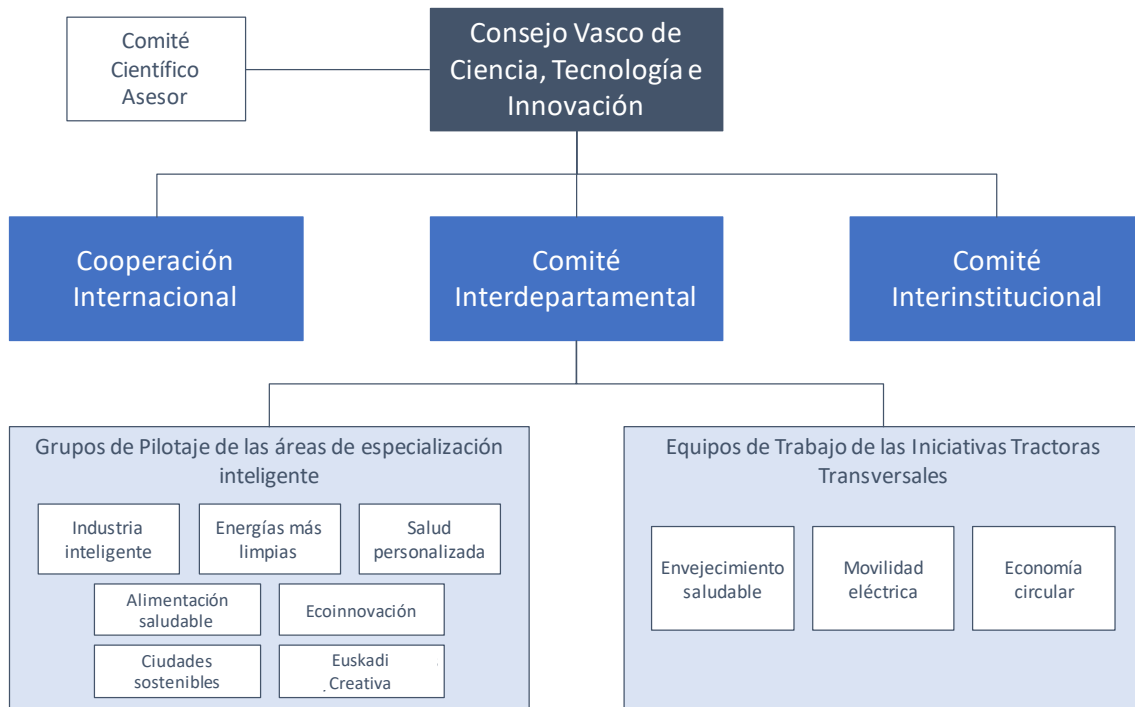 Comité
Científico
Asesor
Consejo Vasco de
Ciencia, Tecnología e
Innovación
Cooperación
Internacional
Comité
Interdepartamental
Comité
Interinstitucional
Grupos de Pilotaje de las áreas de especialización
inteligente
Industria
inteligente
Energías más
limpias
Salud
personalizada
Alimentación
saludable
Ecoinnovación
Ciudades
sostenibles
Euskadi
Creativa
Equipos de Trabajo de las Iniciativas Tractoras
Transversales
Envejecimiento
saludable
Movilidad
eléctrica
Economía
circular